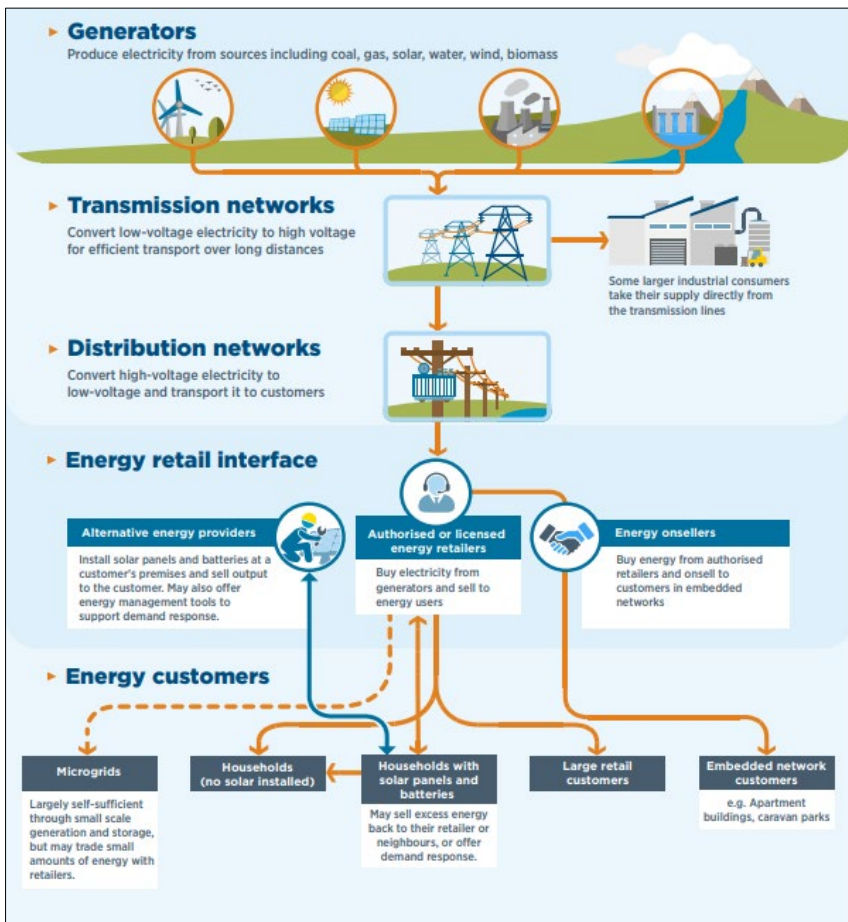 Generators
Produce electricity from sources including coal, gas, solar, water, wind, biomass
Transmission networks
Convert low-voltage electricity to high voltage
for efficient transport over long distances
Some larger industrial consumers
take their supply directly from
the transmission lines
Distribution networks
Convert high-voltage electricity to
low-voltage and transport it to customers
Energy retail interface
Alternative energy providers
Install solar panels and batteries at a
customer's premises and sell output
to the customer. May also offer
energy management tools to
support demand response.
Authorised or licensed
energy retailers
Buy electricity from
generators and sell to
energy users
Energy onsellers
Buy energy from authorised
retailers and onsell to
customers in embedded
networks
Energy customers
Microgrids
Largely self-sufficient
through small scale
generation and storage,
but may trade small
amounts of energy with
retailers.
Households
(no solar installed)
Households with
solar panels and
batteries
May sell excess energy
back to their retailer or
neighbours, or offer
demand response.
Large retail
customers
Embedded network
customers
e.g. Apartment
buildings, caravan parks